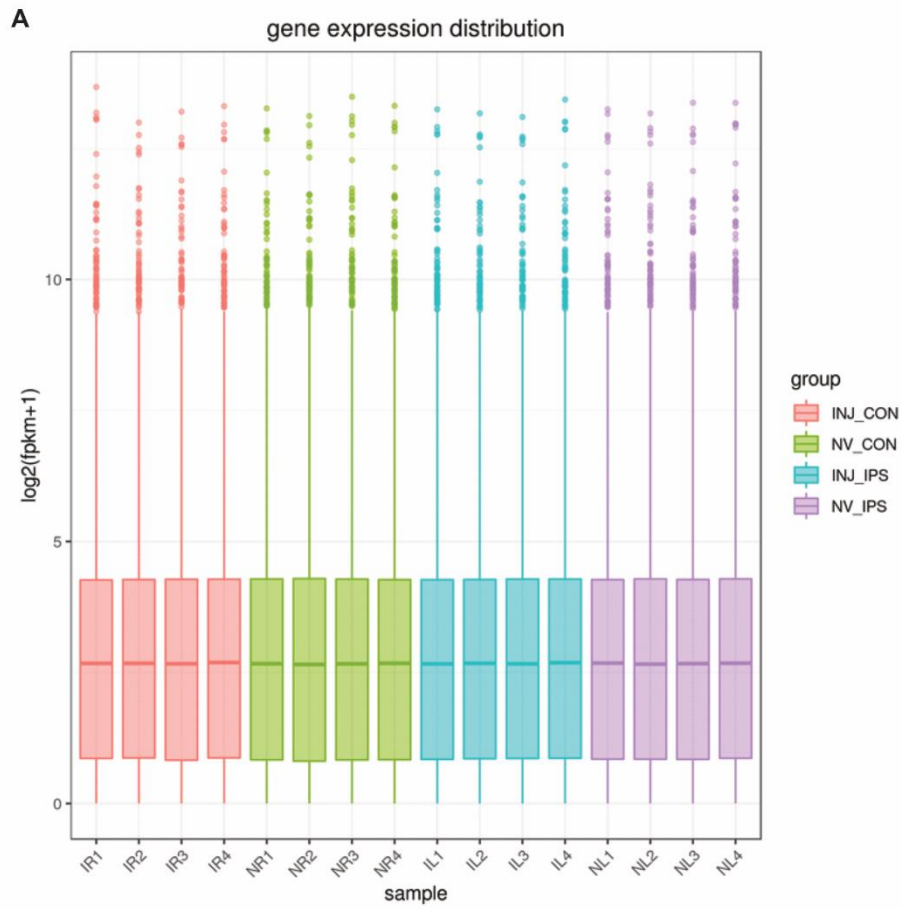 A
gene expression distribution
log2(fpkm+1)
10
5
0
IR1 IR2 IR3 IR4 NR1 NR2 NR3 NR4 IL1 IL2 IL3 IL4 NL1 NL2 NL3 NL4
sample
group
INJ_CON
NV_CON
INJ_IPS
NV_IPS